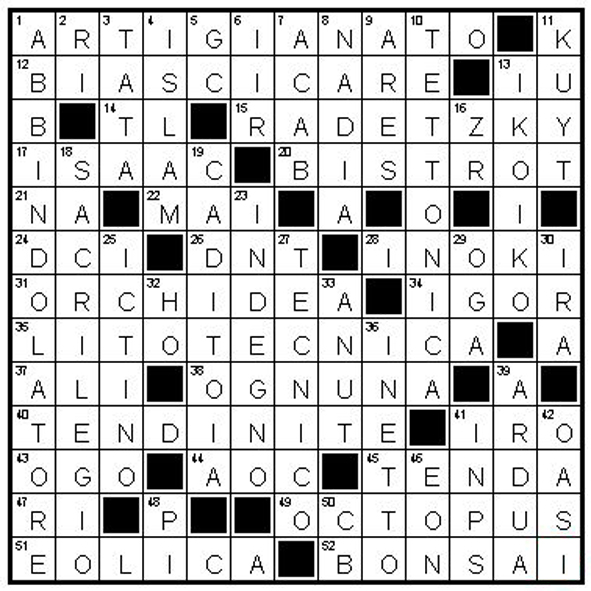 1 2 3 4 5 6 7 8 9 10 11
A R T I G I A N A T O K
12 13
B I A S C I C A R E I U
14 15 16
B T L R A D E T Z K Y
17 18 19 20
I S A A C B I S T R O T
21 22 23
N A M A I A O I
24 25 26 27 28 29 30
D C I D N T I N O K I
31 32 33 34
O R C H I D E A I G O R
35 36
L I T O T E C N I C A A
37 38 39
A L I O G N U N A A
40 41 42
T E N D I N I T E I R O
43 44 45 46
O G O A O C T E N D A
47 48 49 50
R I P O C T O P U S
51 52
E O L I C A B O N S A I